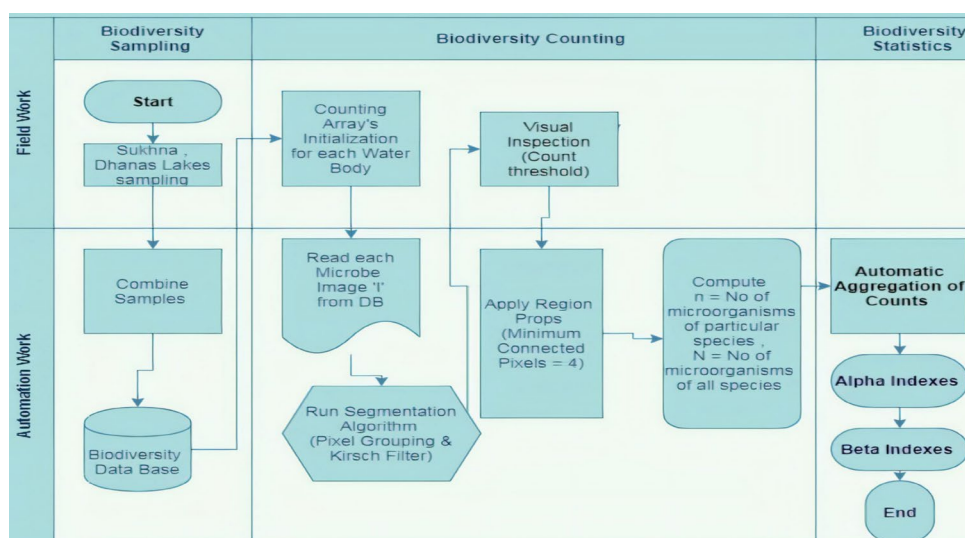 Biodiversity
Sampling
Biodiversity Counting
Biodiversity
Statistics
Field Work
Start
Sukhna ,
Dhanas Lakes
sampling
Counting
Array's
Initialization
for each Water
Body
Visual
Inspection
(Count
threshold)
Automation Work
Combine
Samples
Biodiversity
Data Base
Read each
Microbe
Image 'I'
from DB
Run Segmentation
Algorithm
(Pixel Grouping &
Kirsch Filter)
Apply Region
Props
(Minimum
Connected
Pixels = 4)
Compute
n = No of
microorganisms
of particular
species ,
N = No of
microorganisms
of all species
Automatic
Aggregation of
Counts
Alpha Indexes
Beta Indexes
End